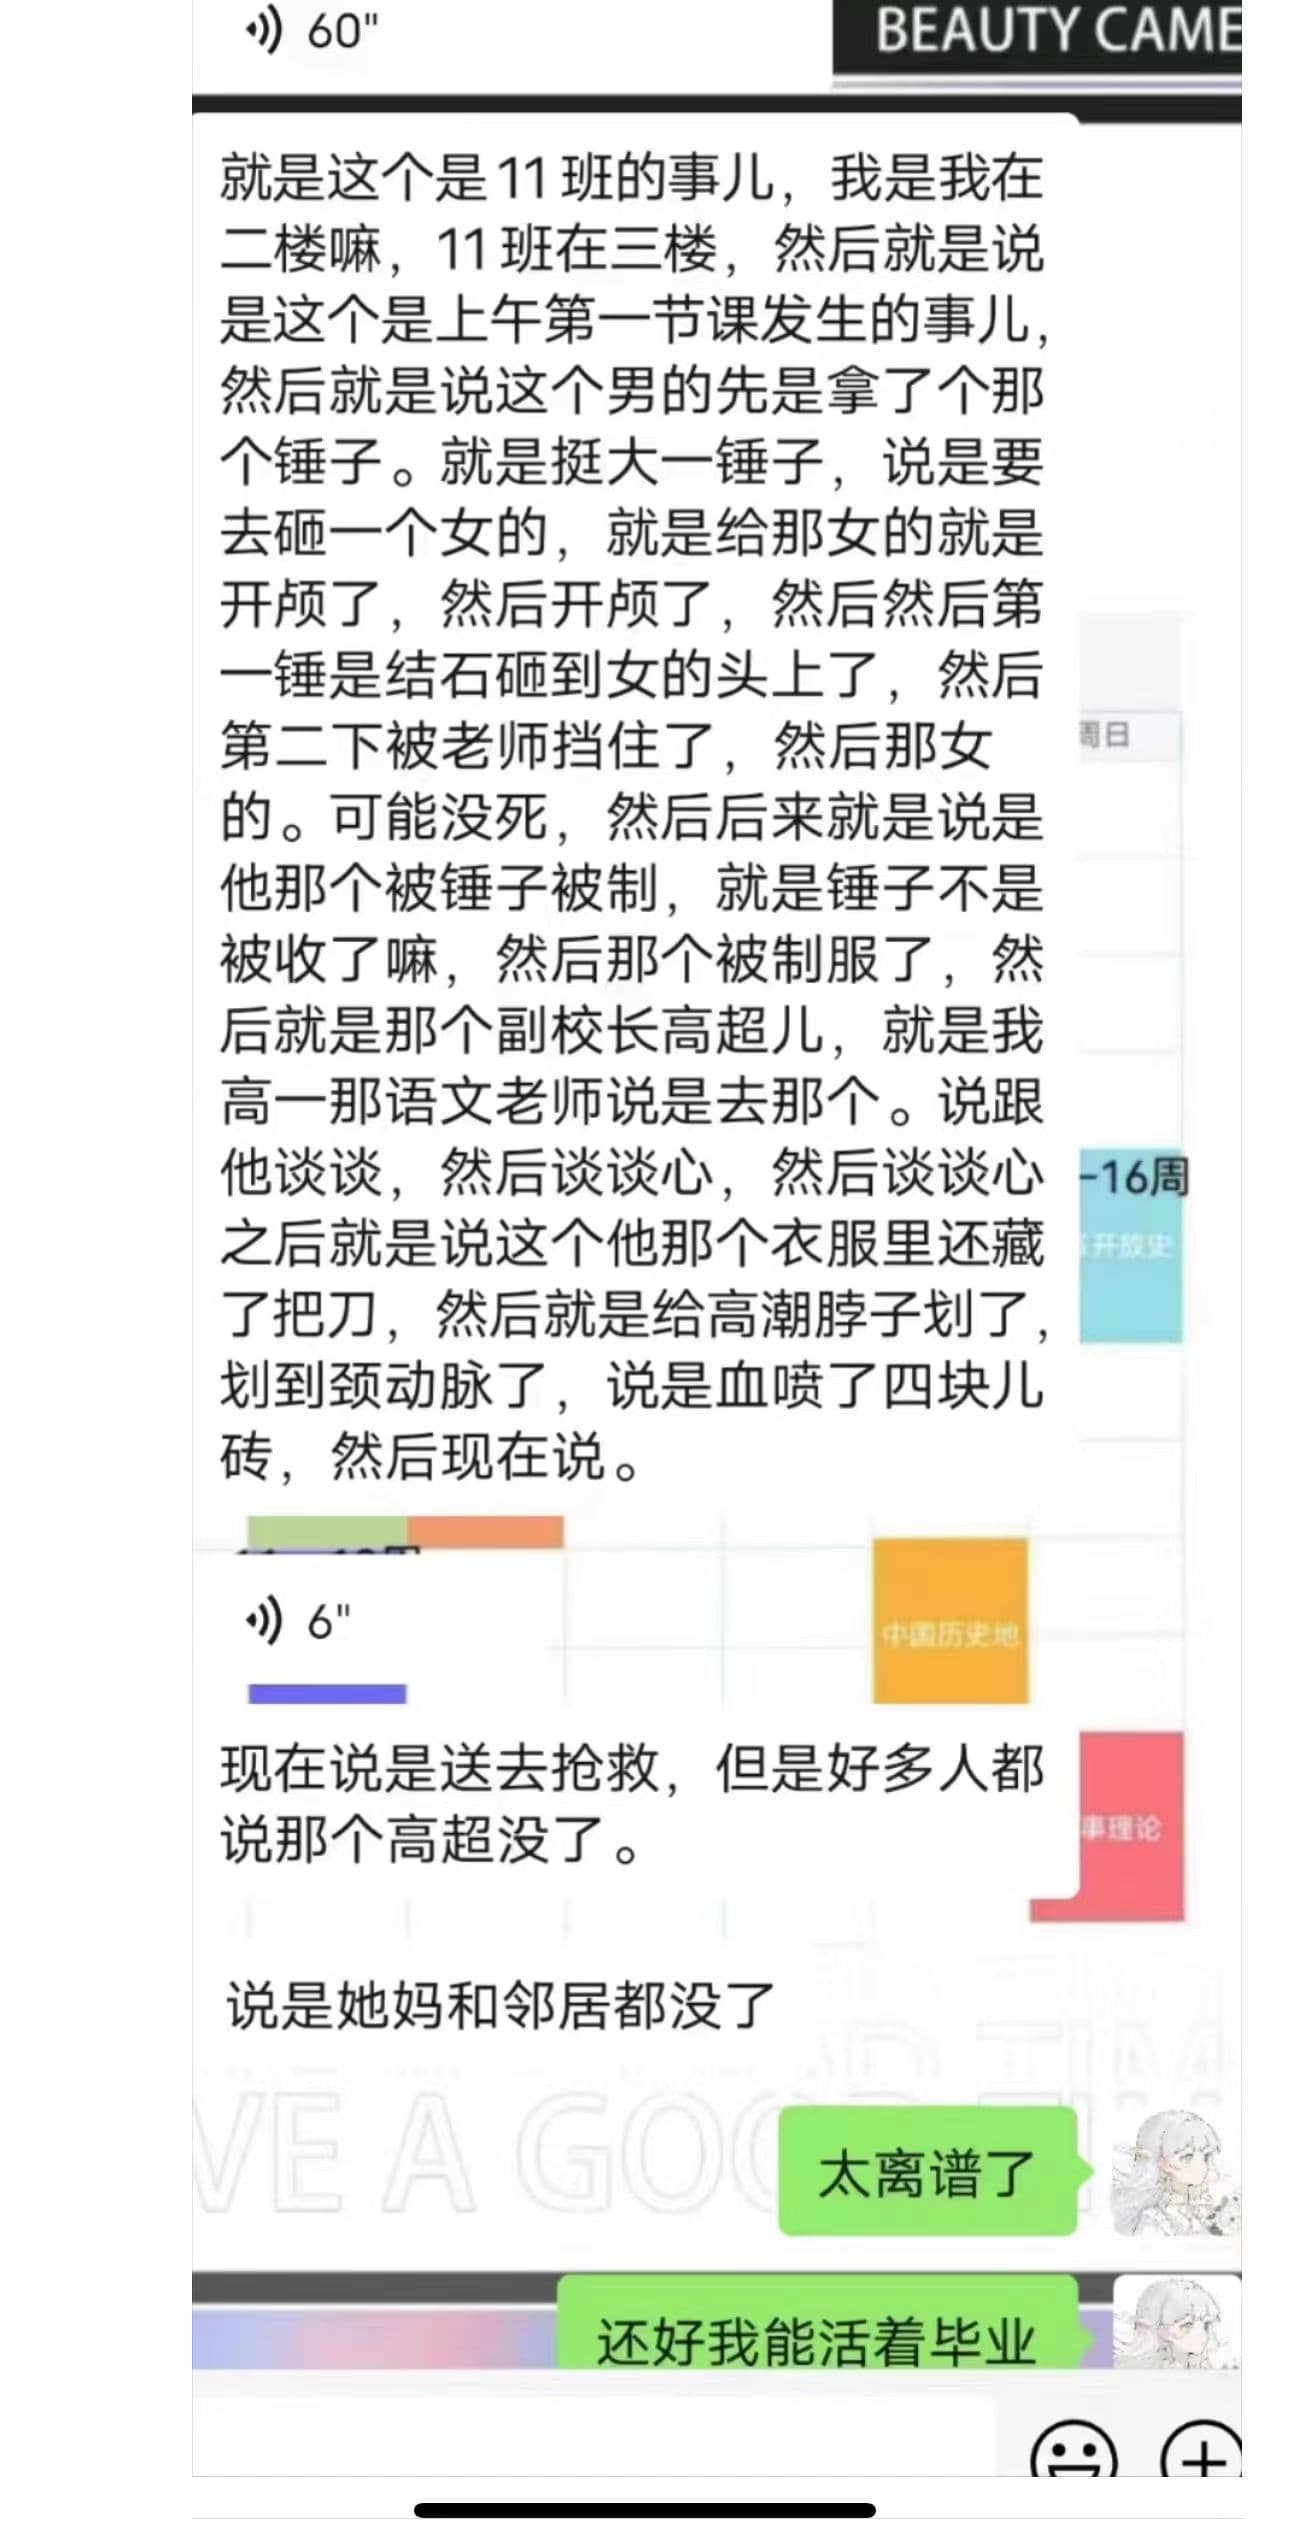 60"
BEAUTY CAME
就是这个是11班的事儿，我是我在
二楼嘛，11班在三楼，然后就是说
是这个是上午第一节课发生的事儿，
然后就是说这个男的先是拿了个那
个锤子。就是挺大一锤子，说是要
去砸一个女的，就是给那女的就是
开颅了，然后开颅了，然后然后第
一锤是结石砸到女的头上了，然后
第二下被老师挡住了，然后那女
的。可能没死，然后后来就是说是
他那个被锤子被制，就是锤子不是
被收了嘛，然后那个被制服了，然
后就是那个副校长高超儿，就是我
高一那语文老师说是去那个。说跟
他谈谈，然后谈谈心，然后谈谈心
之后就是说这个他那个衣服里还藏
了把刀，然后就是给高潮脖子划了，
划到颈动脉了，说是血喷了四块儿
砖，然后现在说。
周日
-16周
开放史
6"
中国历史地
现在说是送去抢救，但是好多人都
说那个高超没了。
事理论
说是她妈和邻居都没了
VE A GOO
太离谱了
还好我能活着毕业